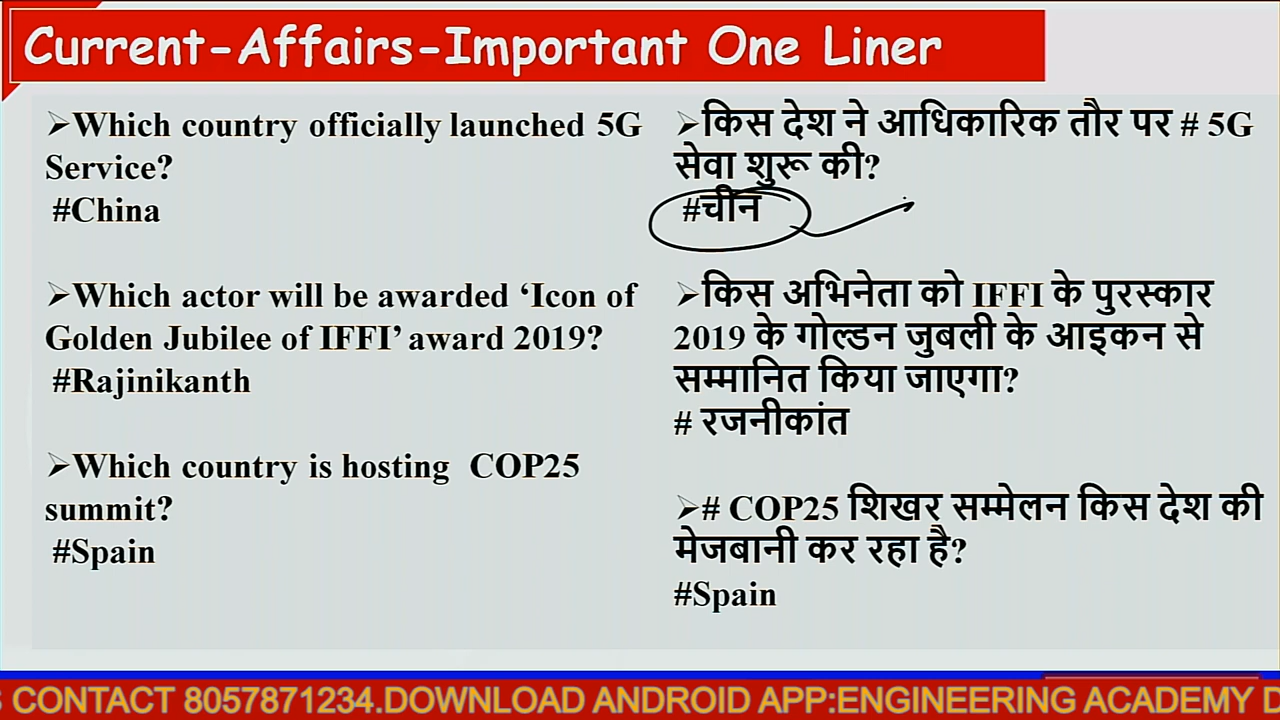 Current-Affairs-Important One Liner
➢Which country officially launched 5G
Service?
#China
➢Which actor will be awarded ‘Icon of
Golden Jubilee of IFFI’ award 2019?
#Rajinikanth
➢Which country is hosting COP25
summit?
#Spain
➢किस देश ने आधिकारिक तौर पर # 5G
सेवा शुरू की?
#चीन
➢किस अभिनेता को IFFI के पुरस्कार
2019 के गोल्डन जुबली के आइकन से
सम्मानित किया जाएगा?
# रजनीकांत
➢# COP25 शिखर सम्मेलन किस देश की
मेजबानी कर रहा है?
#Spain
CONTACT 8057871234.DOWNLOAD ANDROID APP:ENGINEERING ACADEMY